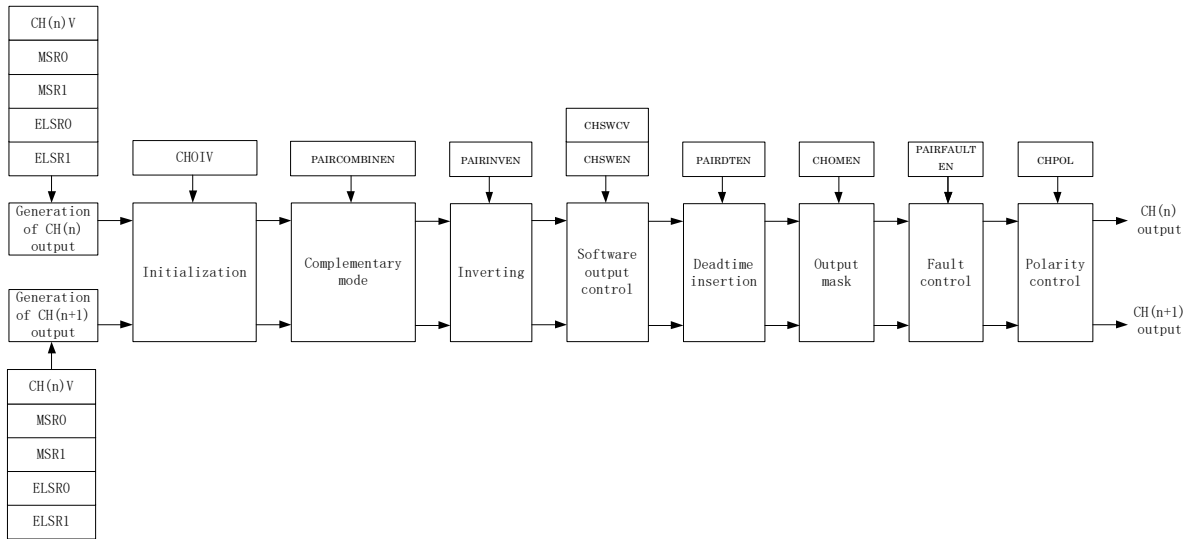 CH(n)V
MSR0
MSR1
ELSR0
ELSR1
CHOIV
PAIRCOMBINEN
PAIRINVEN
CHSWCV
CHSWEN
PAIRDTEN
CHOMEN
PAIRFAULT
EN
CHPOL
Generation
of CH(n)
output
Generation
of CH(n+1)
output
Initialization
Complementary
mode
Inverting
Software
output
control
Deadtime
insertion
Output
mask
Fault
control
Polarity
control
CH(n)
output
CH(n+1)
output
CH(n)V
MSR0
MSR1
ELSR0
ELSR1